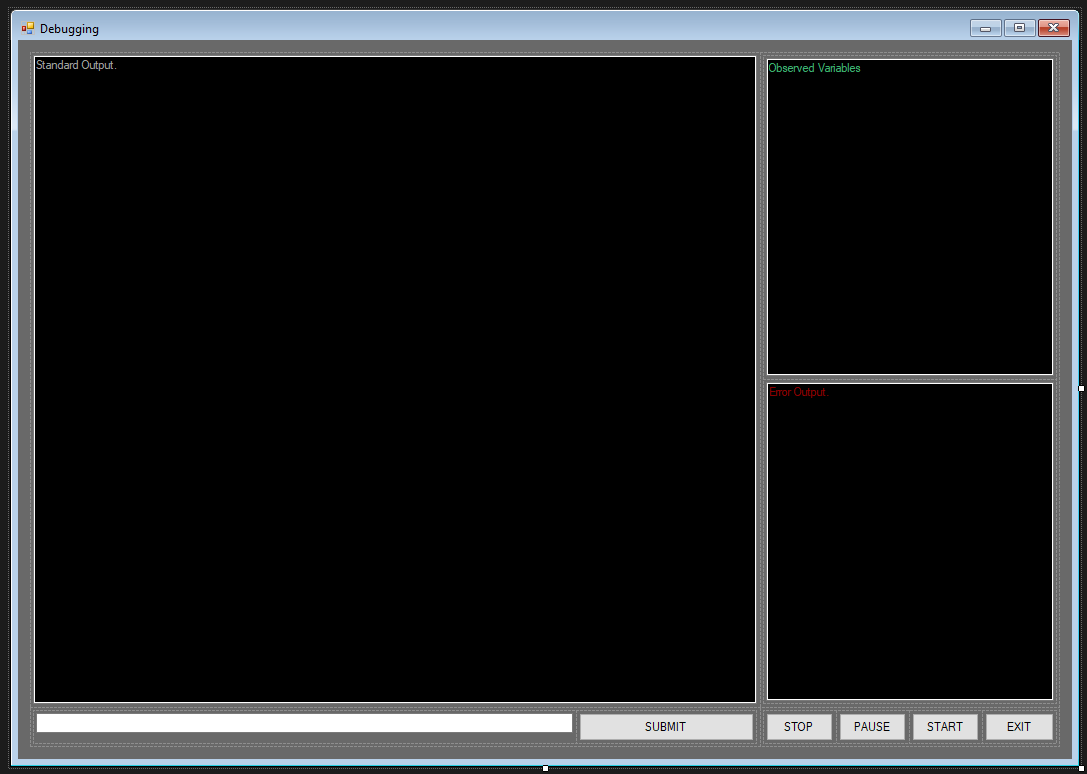 Debugging
Standard Output.
Observed Variables
Error Output.
SUBMIT
STOP
PAUSE
START
EXIT